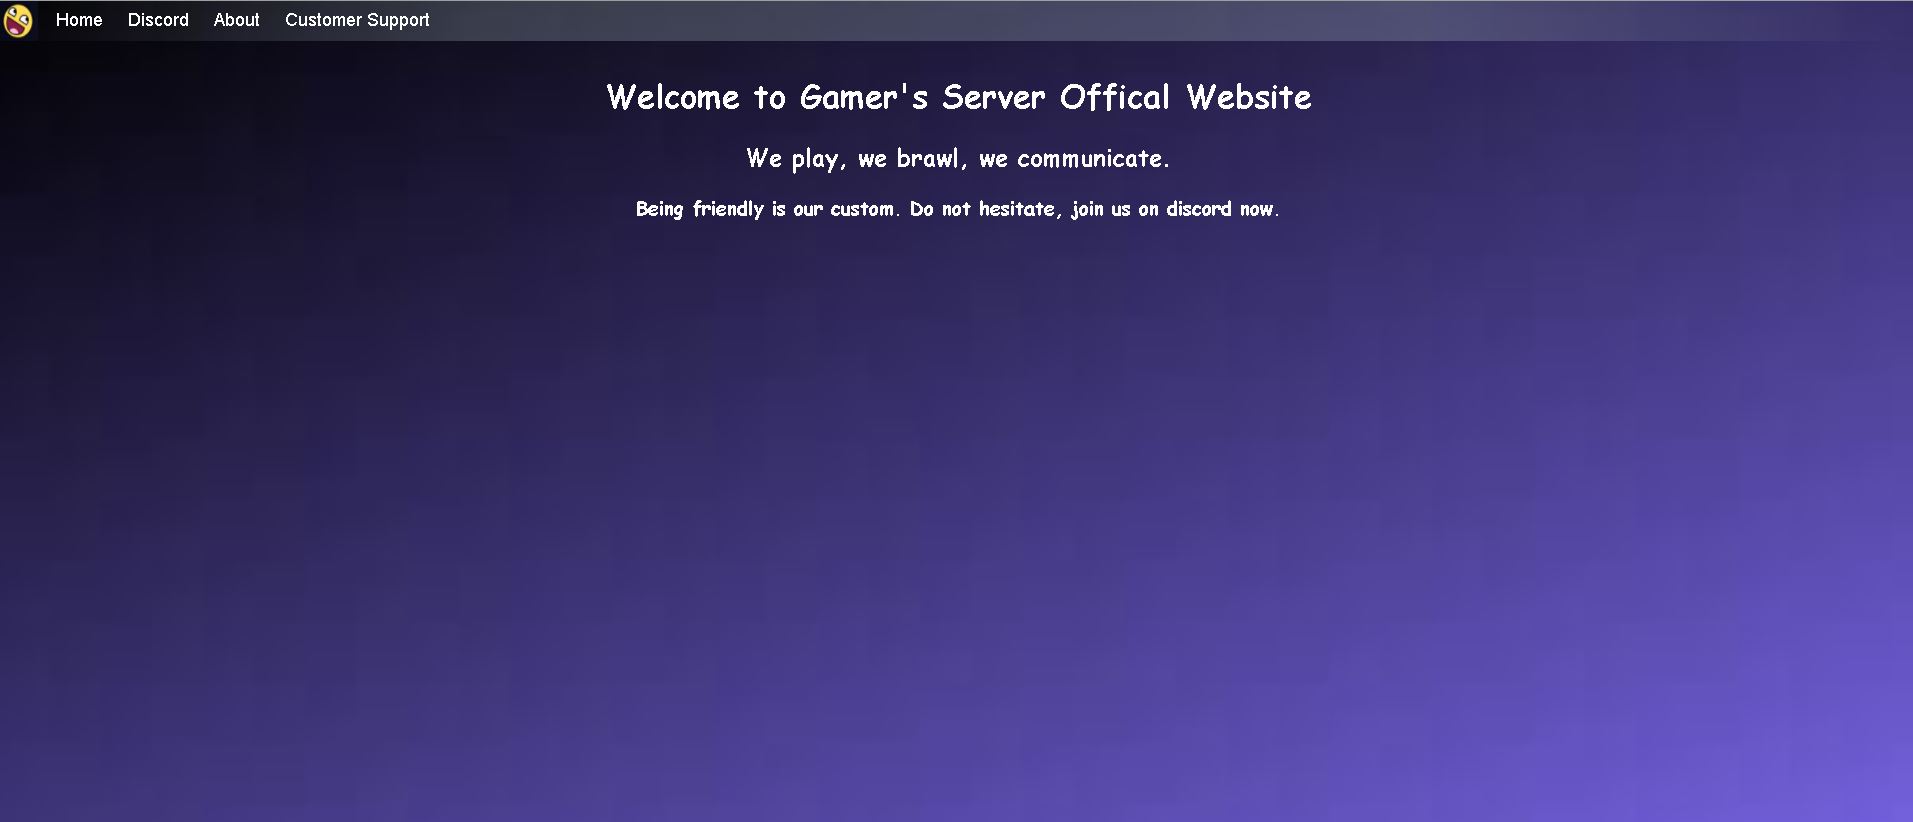 Home Discord About Customer Support
Welcome to Gamer's Server Offical Website
We play, we brawl, we communicate.
Being friendly is our custom. Do not hesitate, join us on discord now.